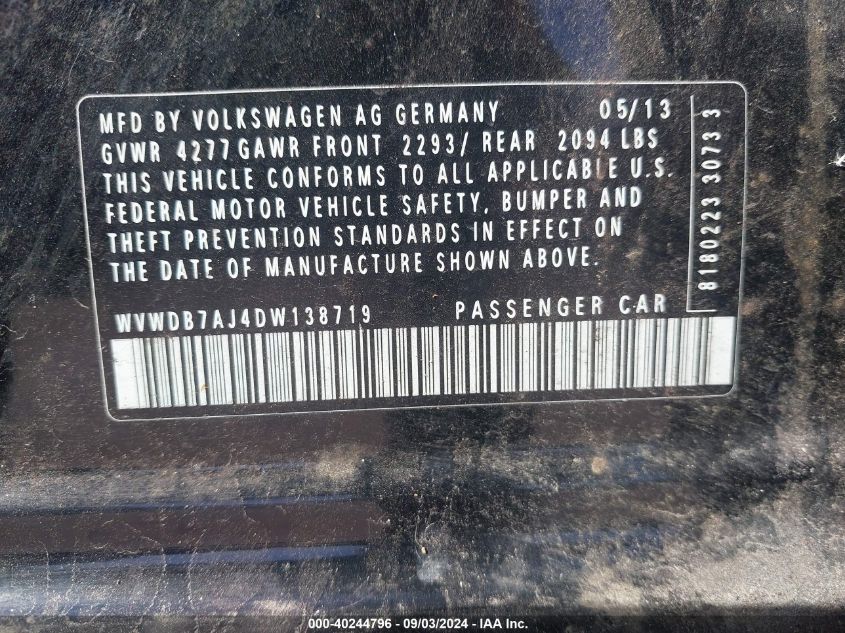 MFD BY VOLKSWAGEN AG GERMANY 05/13
GVWR 4277 GAWR FRONT 2293/ REAR 2094 LBS
THIS VEHICLE CONFORMS TO ALL APPLICABLE U.S.
FEDERAL MOTOR VEHICLE SAFETY, BUMPER AND
THEFT PREVENTION STANDARDS IN EFFECT ON
THE DATE OF MANUFACTURE SHOWN ABOVE.
WVWDB7AJ4DW138719 PASSENGER CAR
8180223 3073 3
000-40244796 - 09/03/2024 - IAA Inc.